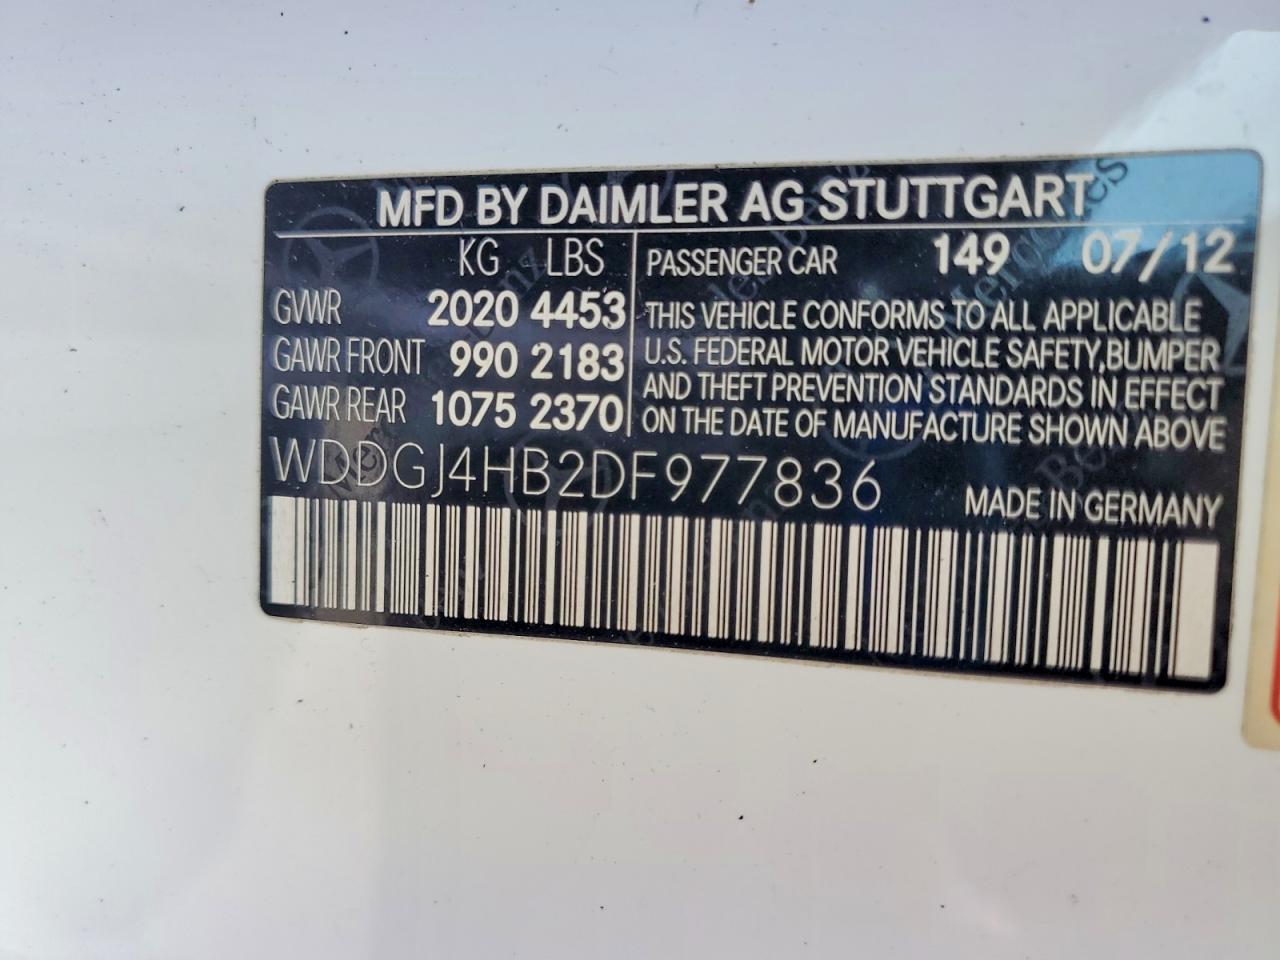 MFD BY DAIMLER AG STUTTGART
KG LBS
GVWR 2020 4453
GAWR FRONT 990 2183
GAWR REAR 1075 2370
PASSENGER CAR 149 07/12
THIS VEHICLE CONFORMS TO ALL APPLICABLE
U.S. FEDERAL MOTOR VEHICLE SAFETY,BUMPER
AND THEFT PREVENTION STANDARDS IN EFFECT
ON THE DATE OF MANUFACTURE SHOWN ABOVE
WDDGJ4HB2DF977836
MADE IN GERMANY